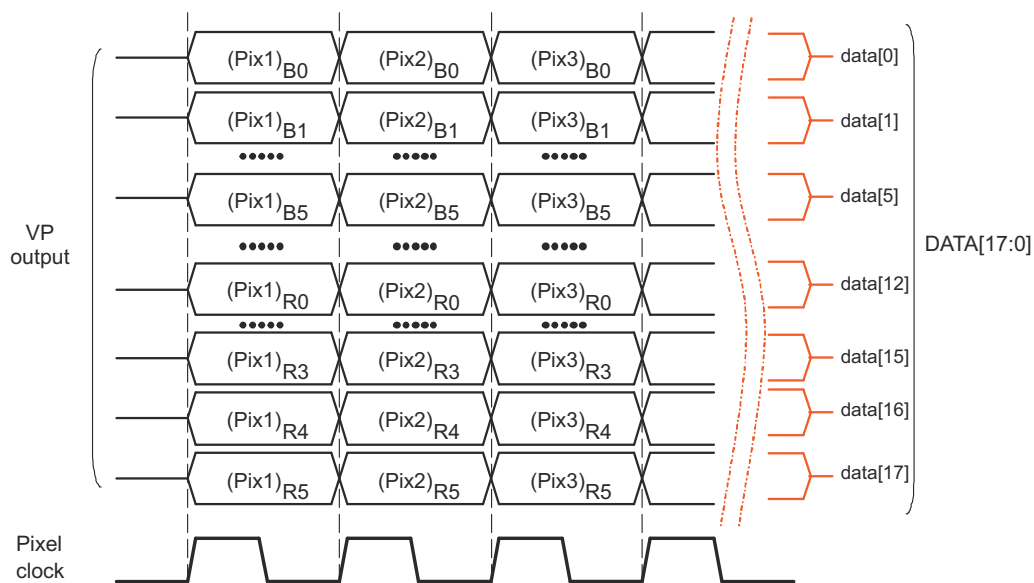 (Pix1)B0 (Pix2)B0 (Pix3)B0 data[0]
(Pix1)B1 (Pix2)B1 (Pix3)B1 data[1]
(Pix1)B5 (Pix2)B5 (Pix3)B5 data[5]
VP
output
DATA[17:0]
(Pix1)R0 (Pix2)R0 (Pix3)R0 data[12]
(Pix1)R3 (Pix2)R3 (Pix3)R3 data[15]
(Pix1)R4 (Pix2)R4 (Pix3)R4 data[16]
(Pix1)R5 (Pix2)R5 (Pix3)R5 data[17]
Pixel
clock